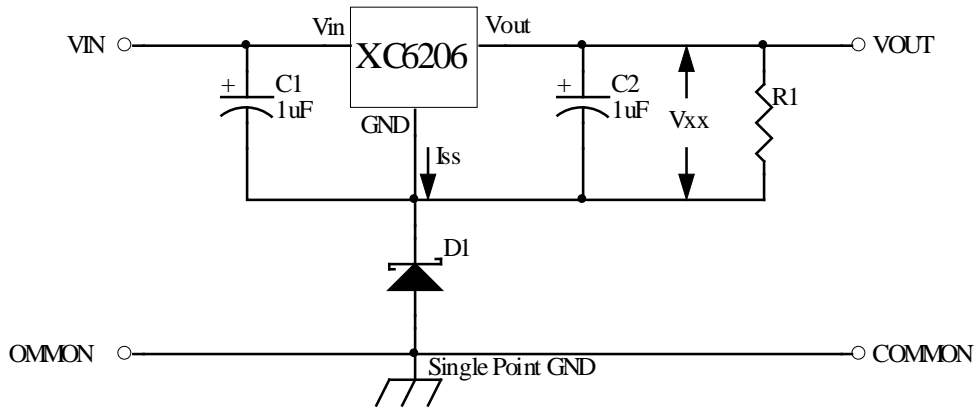 VIN
Vin
XC6206
Vout
VOUT
+
C1
1uF
GND
Iss
+
C2
1uF
Vxx
R1
D1
OMMON
Single Point GND
COMMON